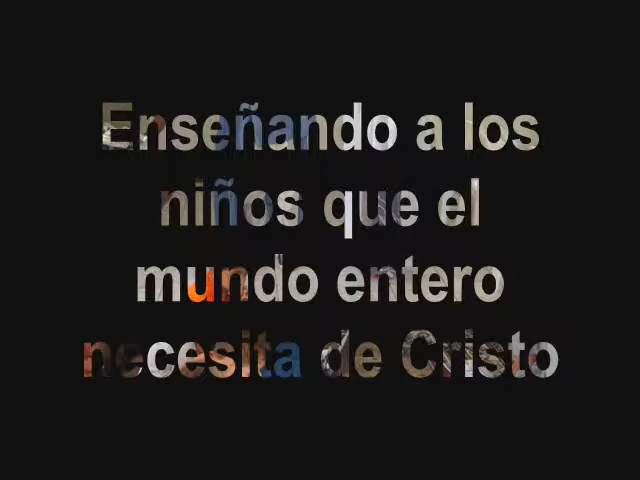 Enseñando a los
niños que el
mundo entero
necesita de Cristo